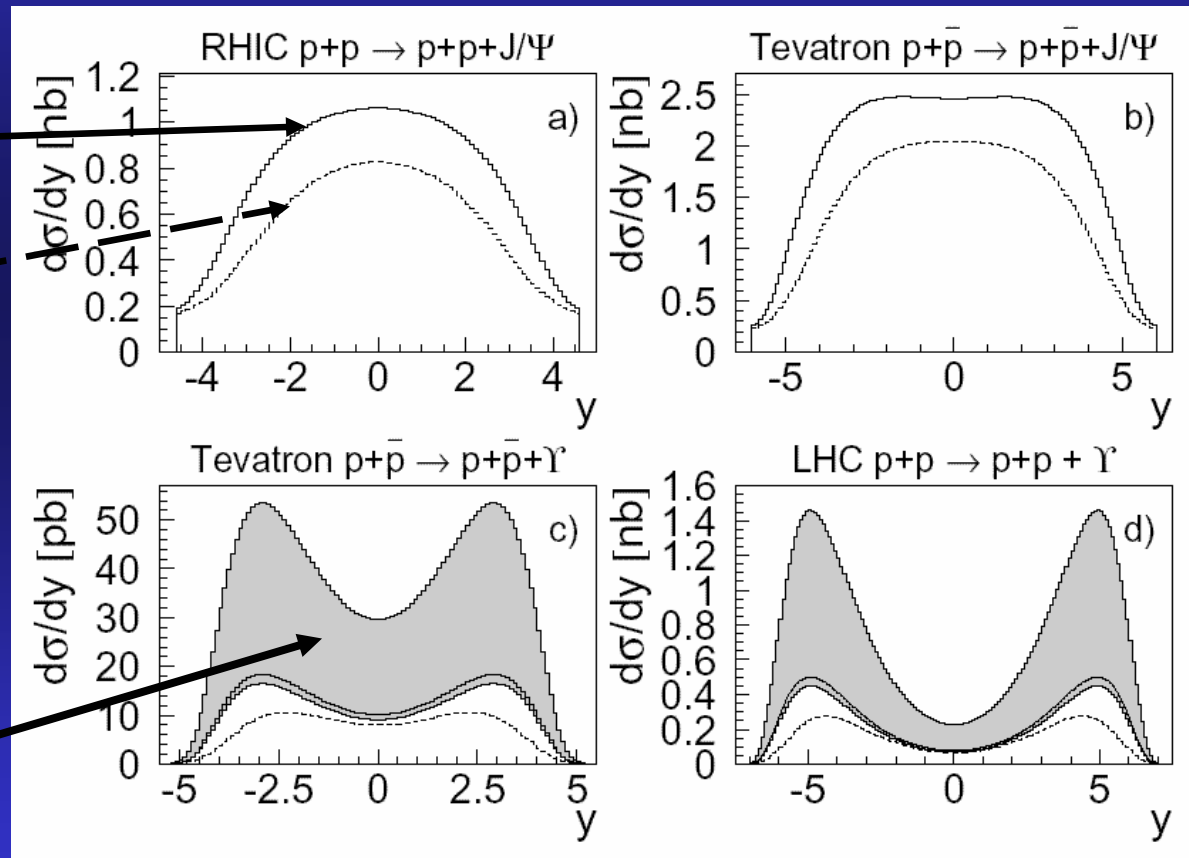 RHIC p+p → p+p+J/Ψ
dσ/dy [nb]
1.2
1
0.8
0.6
0.4
0.2
0
a)
-4 -2 0 2 4
y
Tevatron p+p̄ → p+p̄+J/Ψ
dσ/dy [nb]
2.5
2
1.5
1
0.5
0
b)
-5 0 5
y
Tevatron p+p̄ → p+p̄+ϒ
dσ/dy [pb]
50
40
30
20
10
0
c)
-5 -2.5 0 2.5 5
y
LHC p+p → p+p + ϒ
dσ/dy [nb]
1.6
1.4
1.2
1
0.8
0.6
0.4
0.2
0
d)
-5 0 5
y